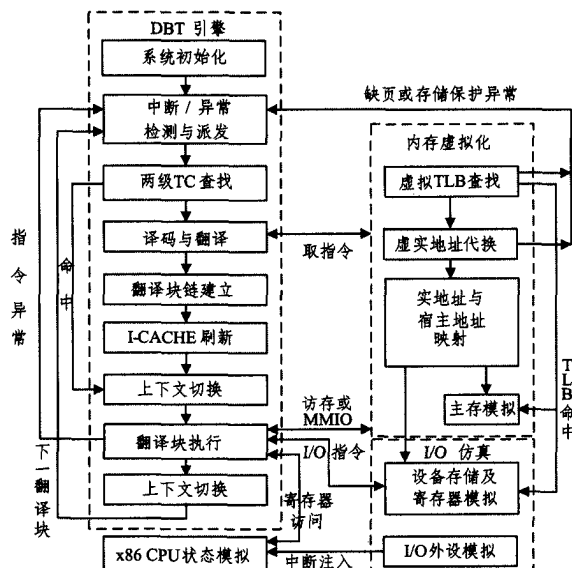 DBT 引擎
系统初始化
中断 / 异常
检测与派发
缺页或存储保护异常
内存虚拟化
两级TC 查找
虚拟TLB查找
译码与翻译
取指令
虚实地址代换
指令异常
命中
翻译块链建立
实地址与
宿主地址
映射
I-CACHE 刷新
上下文切换
访存或
MMIO
主存模拟
TLB命中
翻译块执行
I/O 指令
I/O 仿真
下一翻译块
上下文切换
设备存储及
寄存器模拟
寄存器
访问
x86 CPU状态模拟
中断注入
I/O外设模拟